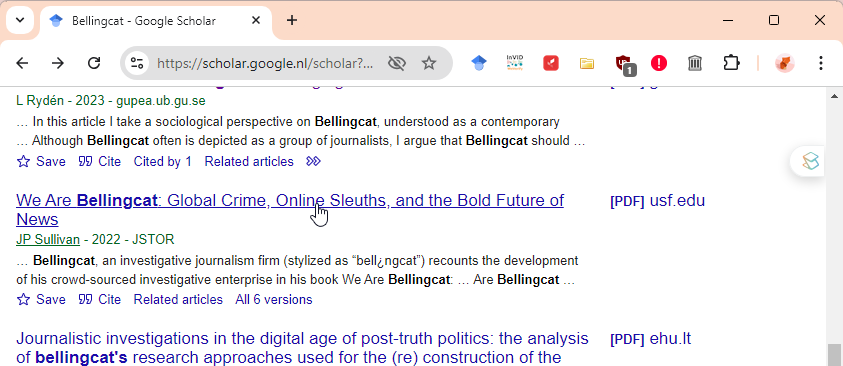 Bellingcat - Google Scholar
https://scholar.google.nl/scholar?...
InVID
1
L Rydén - 2023 - gupea.ub.gu.se
... In this article I take a sociological perspective on Bellingcat, understood as a contemporary
... Although Bellingcat often is depicted as a group of journalists, I argue that Bellingcat should ...
Save Cite Cited by 1 Related articles
We Are Bellingcat: Global Crime, Online Sleuths, and the Bold Future of
News
[PDF] usf.edu
JP Sullivan - 2022 - JSTOR
... Bellingcat, an investigative journalism firm (stylized as “bell¿ngcat”) recounts the development
of his crowd-sourced investigative enterprise in his book We Are Bellingcat: ... Are Bellingcat ...
Save Cite Related articles All 6 versions
Journalistic investigations in the digital age of post-truth politics: the analysis
of bellingcat's research approaches used for the (re) construction of the
[PDF] ehu.lt